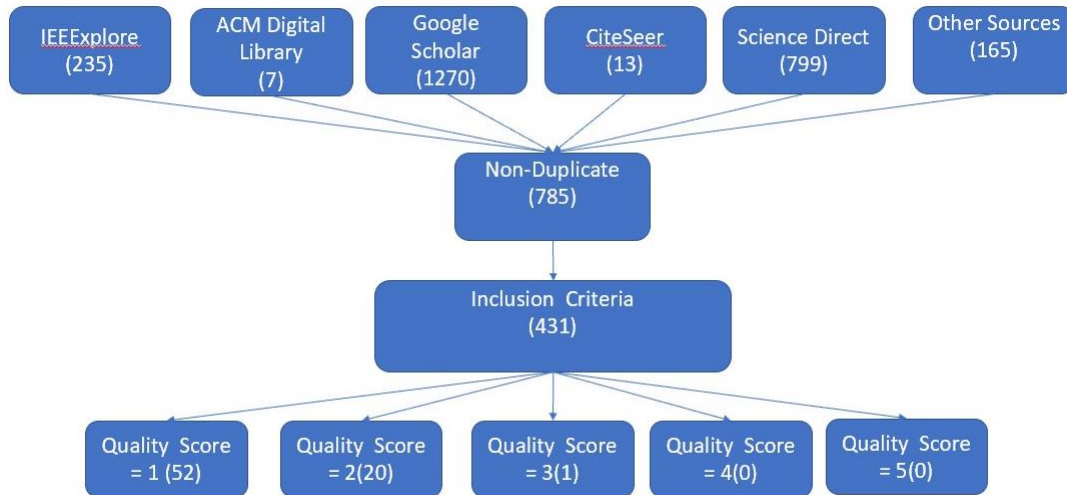 IEEExplore
(235)
ACM Digital
Library
(7)
Google
Scholar
(1270)
CiteSeer
(13)
Science Direct
(799)
Other Sources
(165)
Non-Duplicate
(785)
Inclusion Criteria
(431)
Quality Score
= 1 (52)
Quality Score
= 2(20)
Quality Score
= 3(1)
Quality Score
= 4(0)
Quality Score
= 5(0)